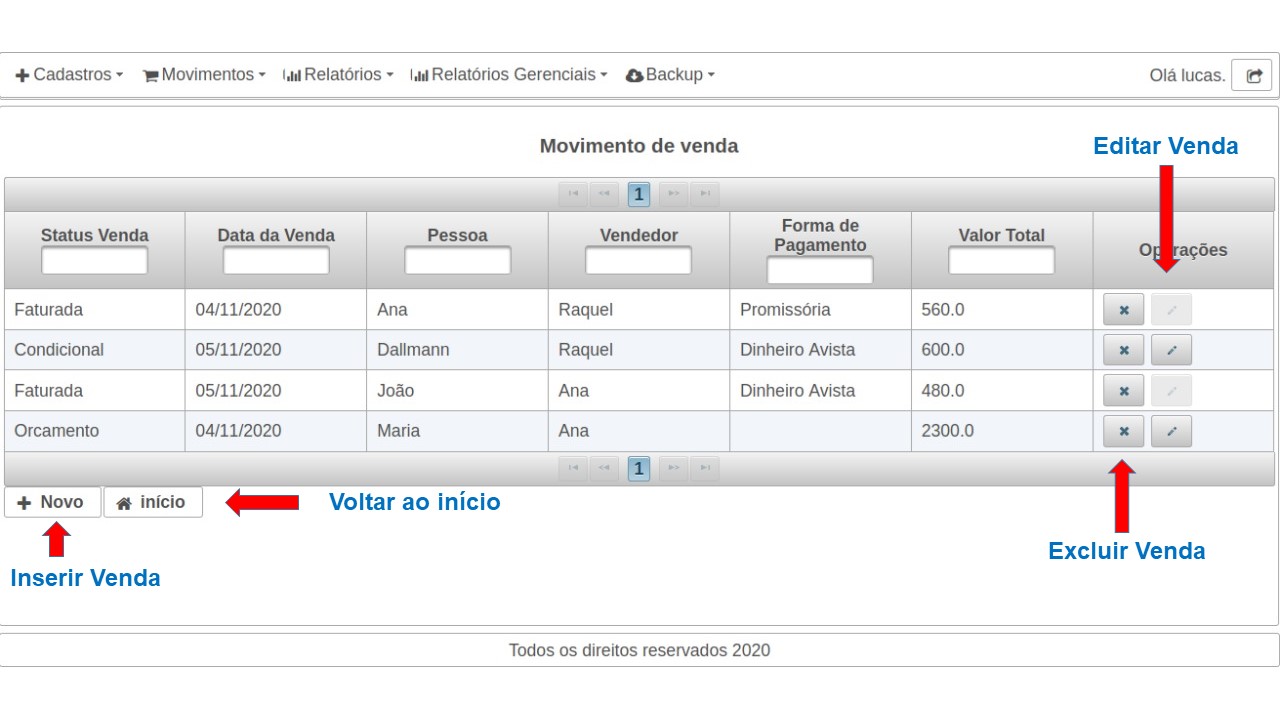 Cadastros Movimentos Relatórios Relatórios Gerenciais Backup Olá lucas.
Movimento de venda
Editar Venda
1
Status Venda Data da Venda Pessoa Vendedor Forma de Pagamento Valor Total Operações
Faturada 04/11/2020 Ana Raquel Promissória 560.0
Condicional 05/11/2020 Dallmann Raquel Dinheiro Avista 600.0
Faturada 05/11/2020 João Ana Dinheiro Avista 480.0
Orcamento 04/11/2020 Maria Ana 2300.0
1
Novo início Voltar ao início
Excluir Venda
Inserir Venda
Todos os direitos reservados 2020